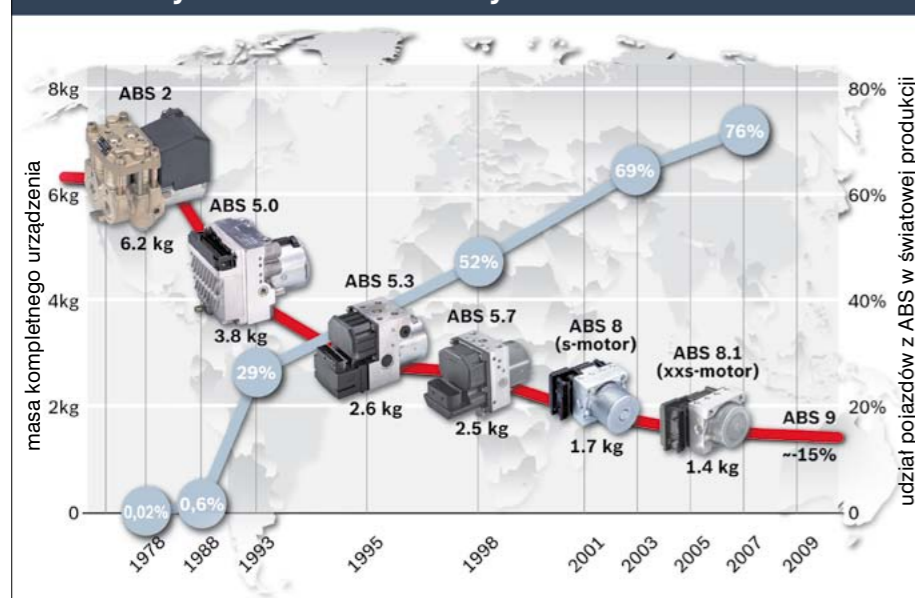 masa kompletnego urządzenia
8kg
6kg
4kg
2kg
0
80%
60%
40%
20%
0
udział pojazdów z ABS w światowej produkcji
ABS 2
6.2 kg
ABS 5.0
3.8 kg
ABS 5.3
2.6 kg
ABS 5.7
2.5 kg
ABS 8
(s-motor)
1.7 kg
ABS 8.1
(xxs-motor)
1.4 kg
ABS 9
~-15%
0,02%
0,6%
29%
52%
69%
76%
1978
1988
1993
1995
1998
2001
2003
2005
2007
2009